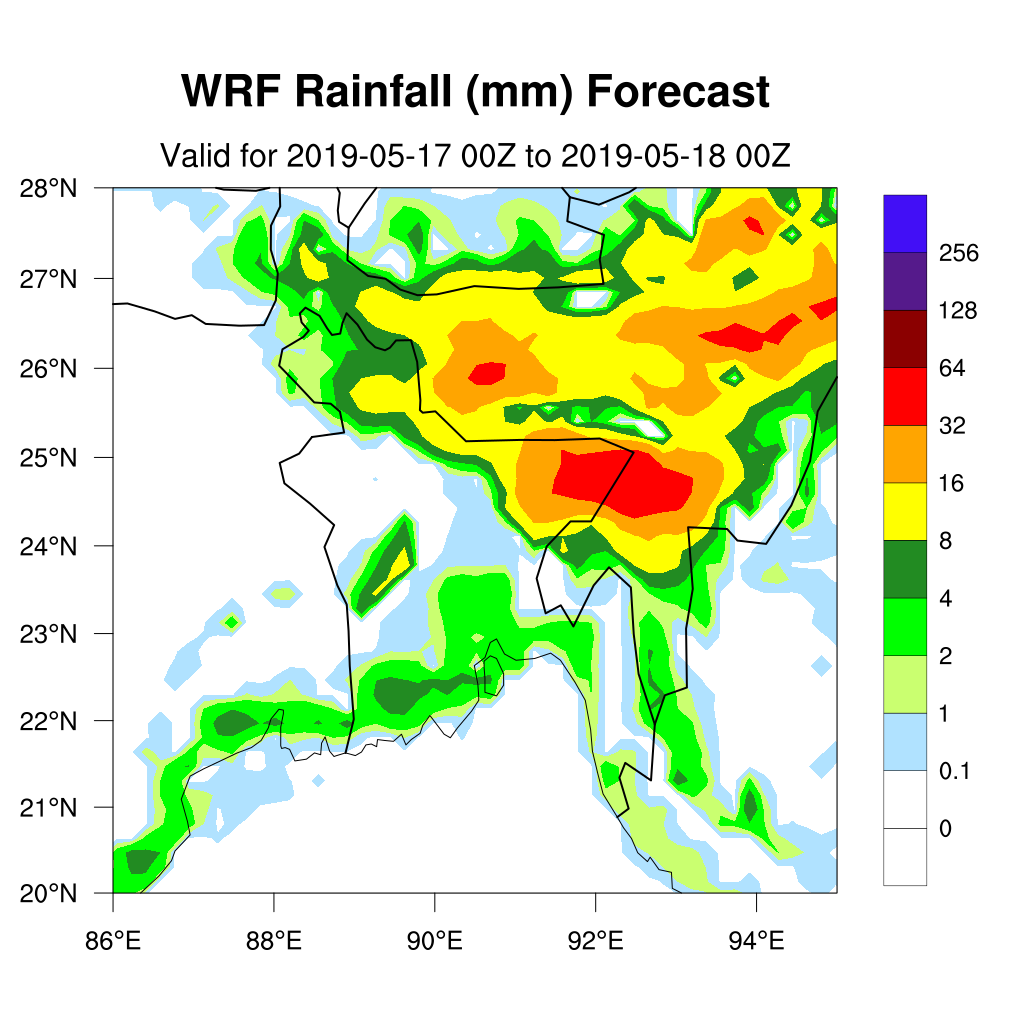 WRF Rainfall (mm) Forecast
Valid for 2019-05-17 00Z to 2019-05-18 00Z
28°N
27°N
26°N
25°N
24°N
23°N
22°N
21°N
20°N
86°E 88°E 90°E 92°E 94°E
256
128
64
32
16
8
4
2
1
0.1
0